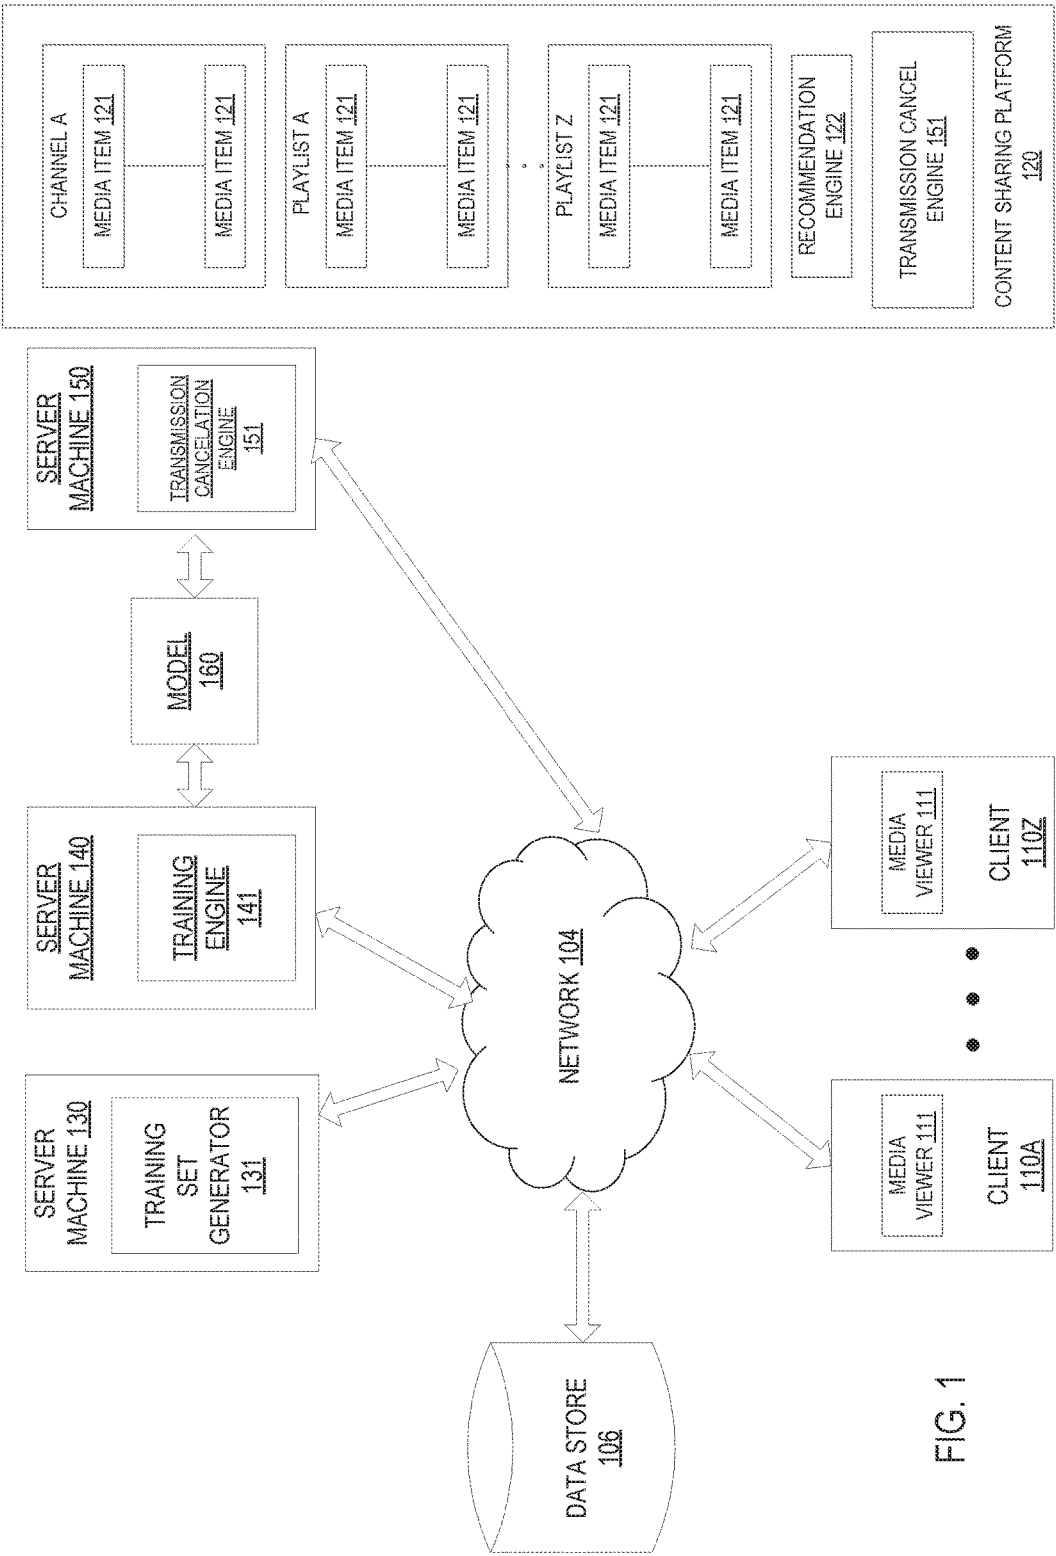 SERVER
MACHINE 130
TRAINING
SET
GENERATOR
131
SERVER
MACHINE 140
TRAINING
ENGINE
141
MODEL
160
SERVER
MACHINE 150
TRANSMISSION
CANCELATION
ENGINE
151
DATA STORE
106
NETWORK 104
CLIENT
110A
MEDIA
VIEWER 111
CLIENT
110Z
MEDIA
VIEWER 111
CHANNEL A
MEDIA ITEM 121
MEDIA ITEM 121
PLAYLIST A
MEDIA ITEM 121
MEDIA ITEM 121
PLAYLIST Z
MEDIA ITEM 121
MEDIA ITEM 121
RECOMMENDATION
ENGINE 122
TRANSMISSION CANCEL
ENGINE 151
CONTENT SHARING PLATFORM
120
FIG. 1